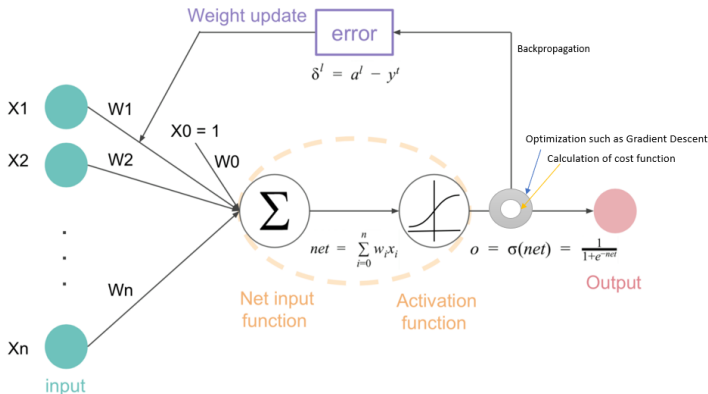 Weight update
error
Backpropagation
δˡ = aˡ − yᵗ
X1
W1
X0 = 1
Optimization such as Gradient Descent
Calculation of cost function
X2
W2
W0
Σ
net = Σ wᵢxᵢ
n
i=0
o = σ(net) = 1 / 1+e⁻ⁿᵉᵗ
. . .
Wn
Net input
function
Activation
function
Output
Xn
input